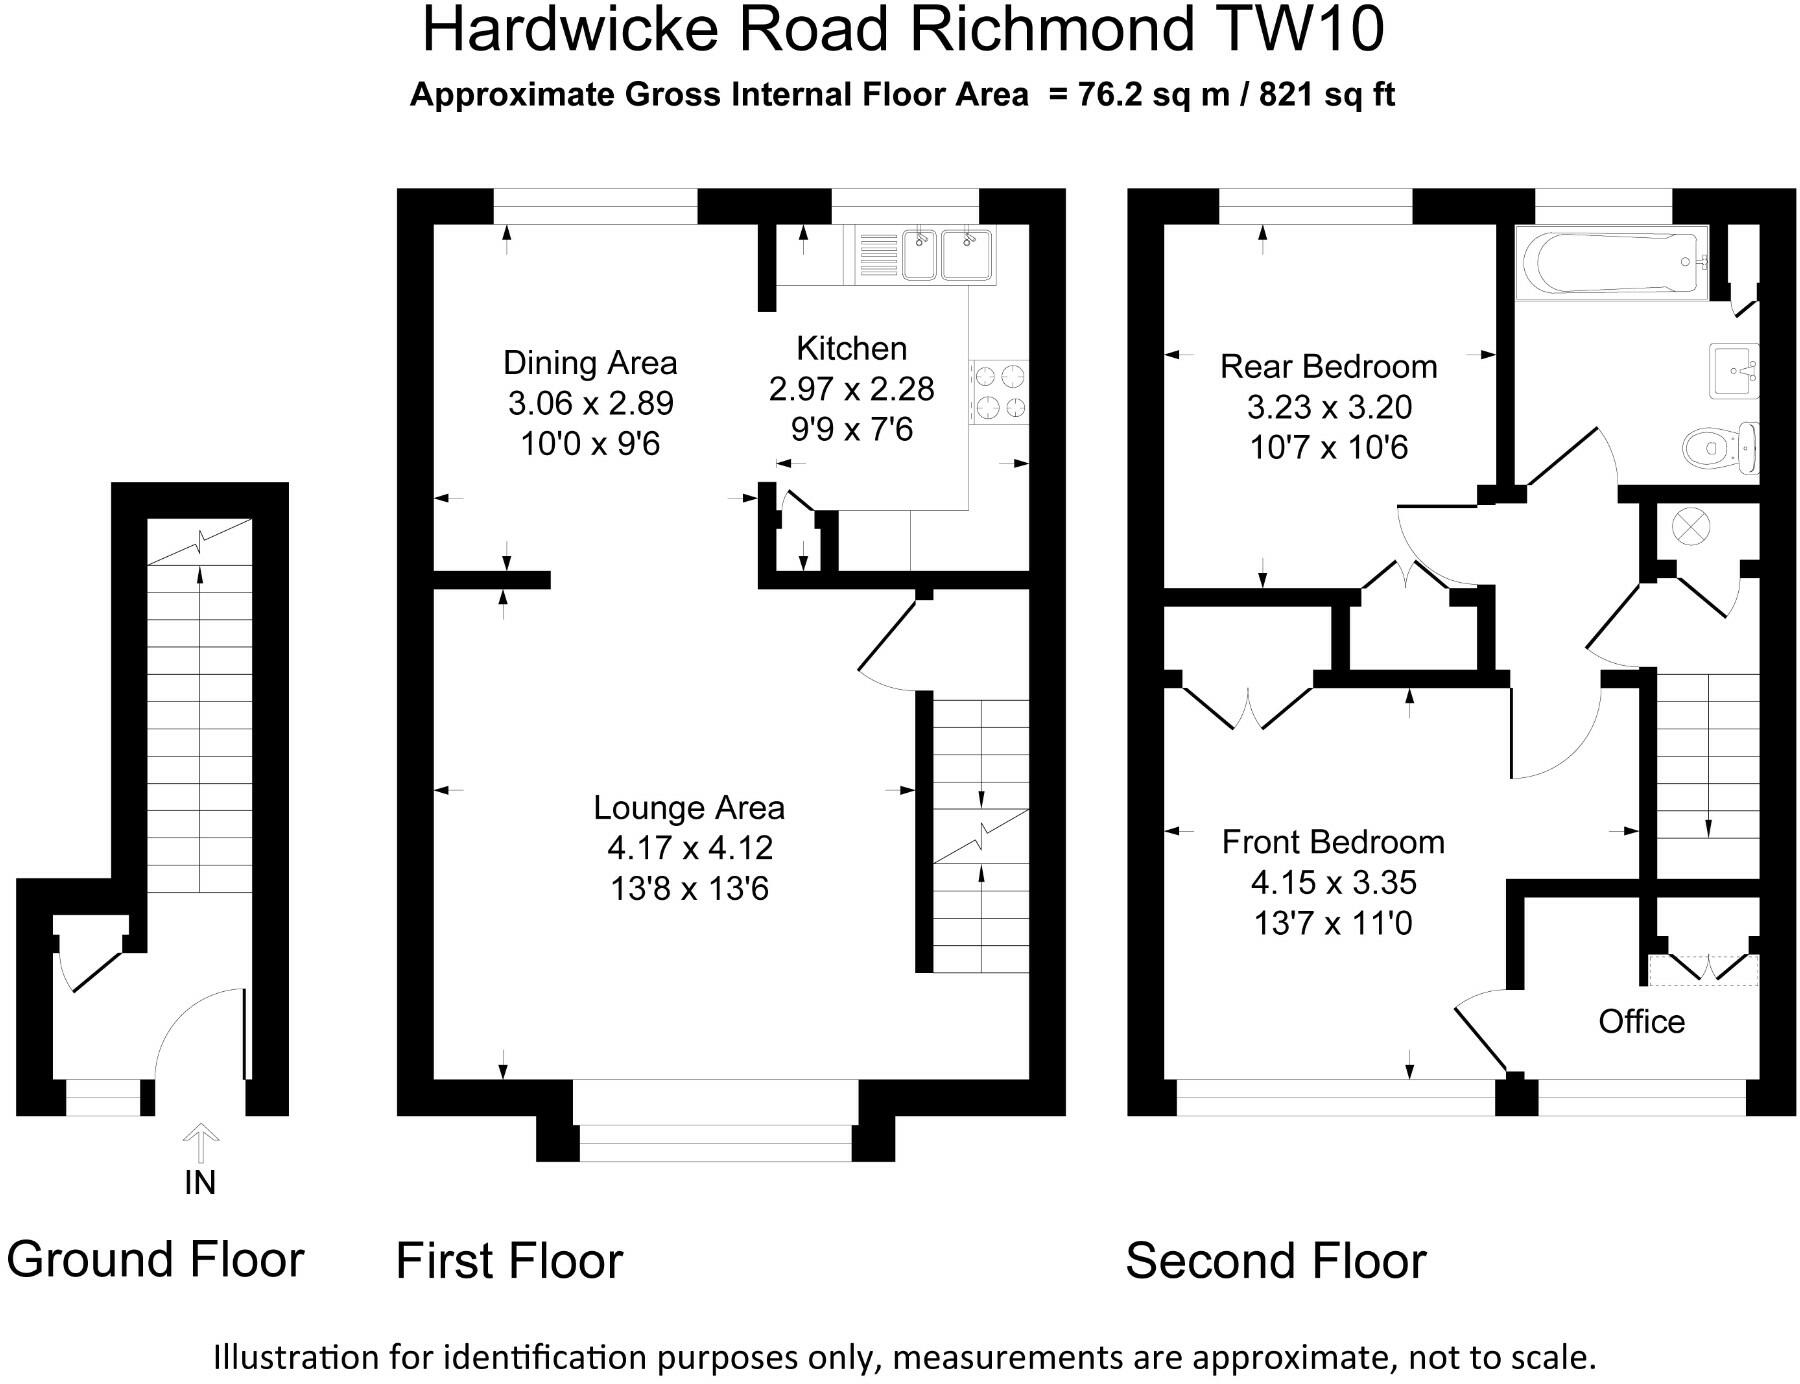 Hardwicke Road Richmond TW10
Approximate Gross Internal Floor Area = 76.2 sq m / 821 sq ft
Dining Area
3.06 x 2.89
10'0 x 9'6
Kitchen
2.97 x 2.28
9'9 x 7'6
Rear Bedroom
3.23 x 3.20
10'7 x 10'6
Lounge Area
4.17 x 4.12
13'8 x 13'6
Front Bedroom
4.15 x 3.35
13'7 x 11'0
Office
IN
Ground Floor
First Floor
Second Floor
Illustration for identification purposes only, measurements are approximate, not to scale.